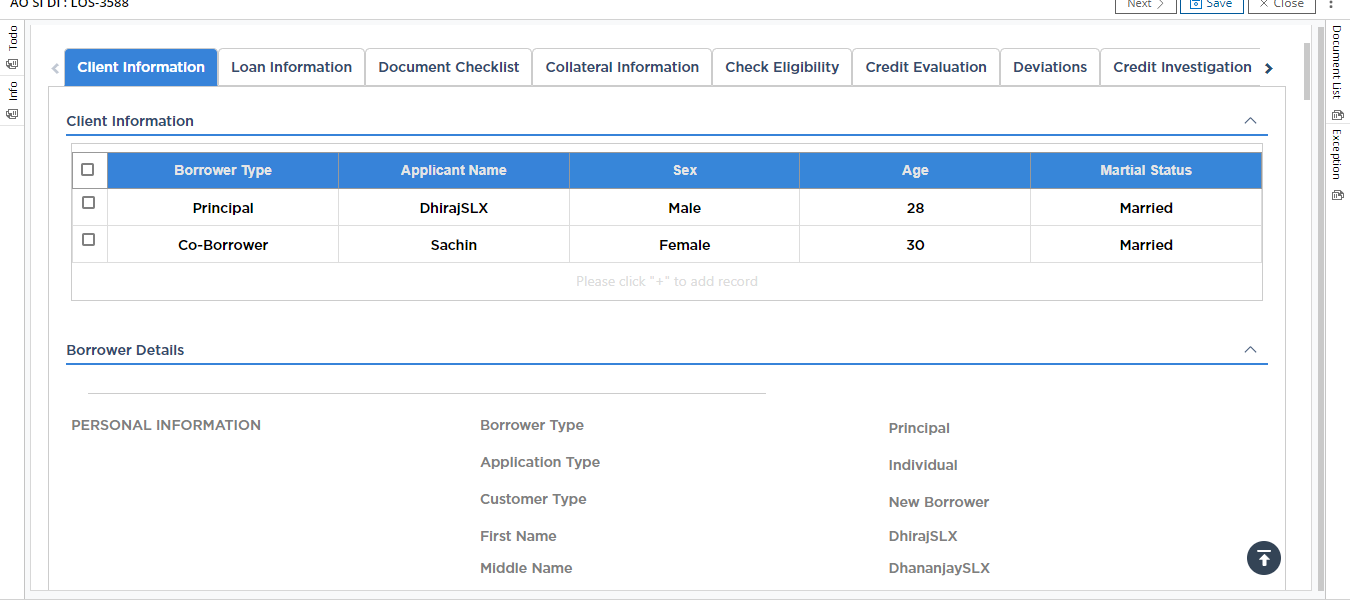 AO SI DI : LOS-3588
Next
Save
Close
Todo
Info
Client Information
Loan Information
Document Checklist
Collateral Information
Check Eligibility
Credit Evaluation
Deviations
Credit Investigation
Document List
Exception
Client Information
Borrower Type Applicant Name Sex Age Martial Status
Principal DhirajSLX Male 28 Married
Co-Borrower Sachin Female 30 Married
Please click "+" to add record
Borrower Details
PERSONAL INFORMATION
Borrower Type Principal
Application Type Individual
Customer Type New Borrower
First Name DhirajSLX
Middle Name DhananjaySLX